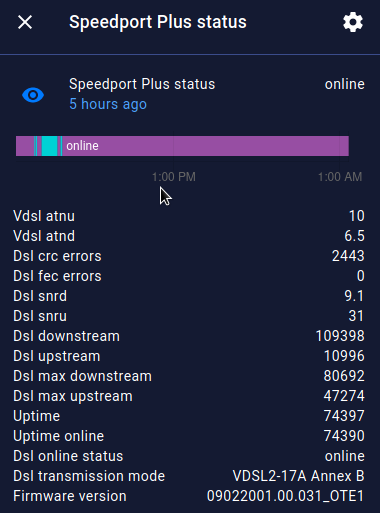 Speedport Plus status
Speedport Plus status online
5 hours ago
online
1:00 PM 1:00 AM
Vdsl atnu 10
Vdsl atnd 6.5
Dsl crc errors 2443
Dsl fec errors 0
Dsl snrd 9.1
Dsl snru 31
Dsl downstream 109398
Dsl upstream 10996
Dsl max downstream 80692
Dsl max upstream 47274
Uptime 74397
Uptime online 74390
Dsl online status online
Dsl transmission mode VDSL2-17A Annex B
Firmware version 09022001.00.031_OTE1